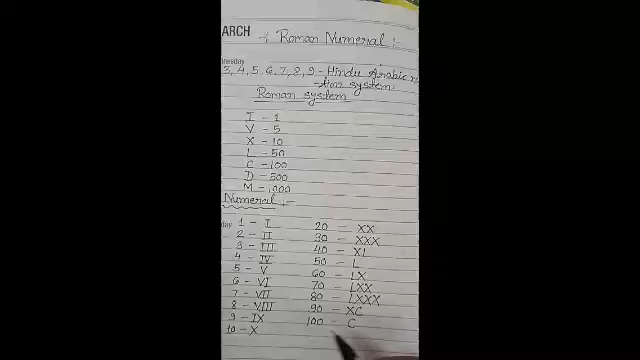 ARCH
-: Roman Numeral :-
nesday
3, 4, 5, 6, 7, 8, 9 - Hindu Arabic
system
Roman system
I - 1
V - 5
X - 10
L - 50
C - 100
D - 500
M - 1000
Numeral :-
day
1 - I
2 - II
3 - III
4 - IV
5 - V
6 - VI
7 - VII
8 - VIII
9 - IX
10 - X
20 - XX
30 - XXX
40 - XL
50 - L
60 - LX
70 - LXX
80 - LXXX
90 - XC
100 - C